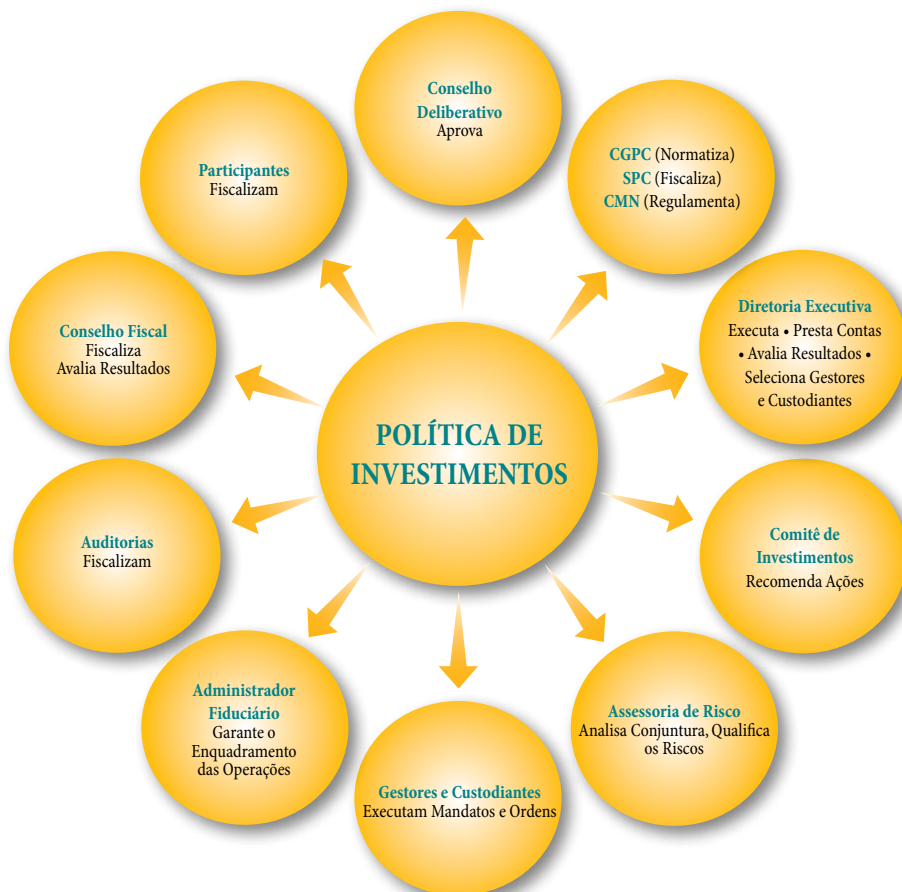 Conselho
Deliberativo
Aprova
CGPC (Normatiza)
SPC (Fiscaliza)
CMN (Regulamenta)
Participantes
Fiscalizam
Diretoria Executiva
Executa • Presta Contas
• Avalia Resultados •
Seleciona Gestores
e Custodiantes
Conselho Fiscal
Fiscaliza
Avalia Resultados
POLÍTICA DE
INVESTIMENTOS
Comitê de
Investimentos
Recomenda Ações
Auditorias
Fiscalizam
Administrador
Fiduciário
Garante o
Enquadramento
das Operações
Assessoria de Risco
Analisa Conjuntura, Qualifica
os Riscos
Gestores e Custodiantes
Executam Mandatos e Ordens